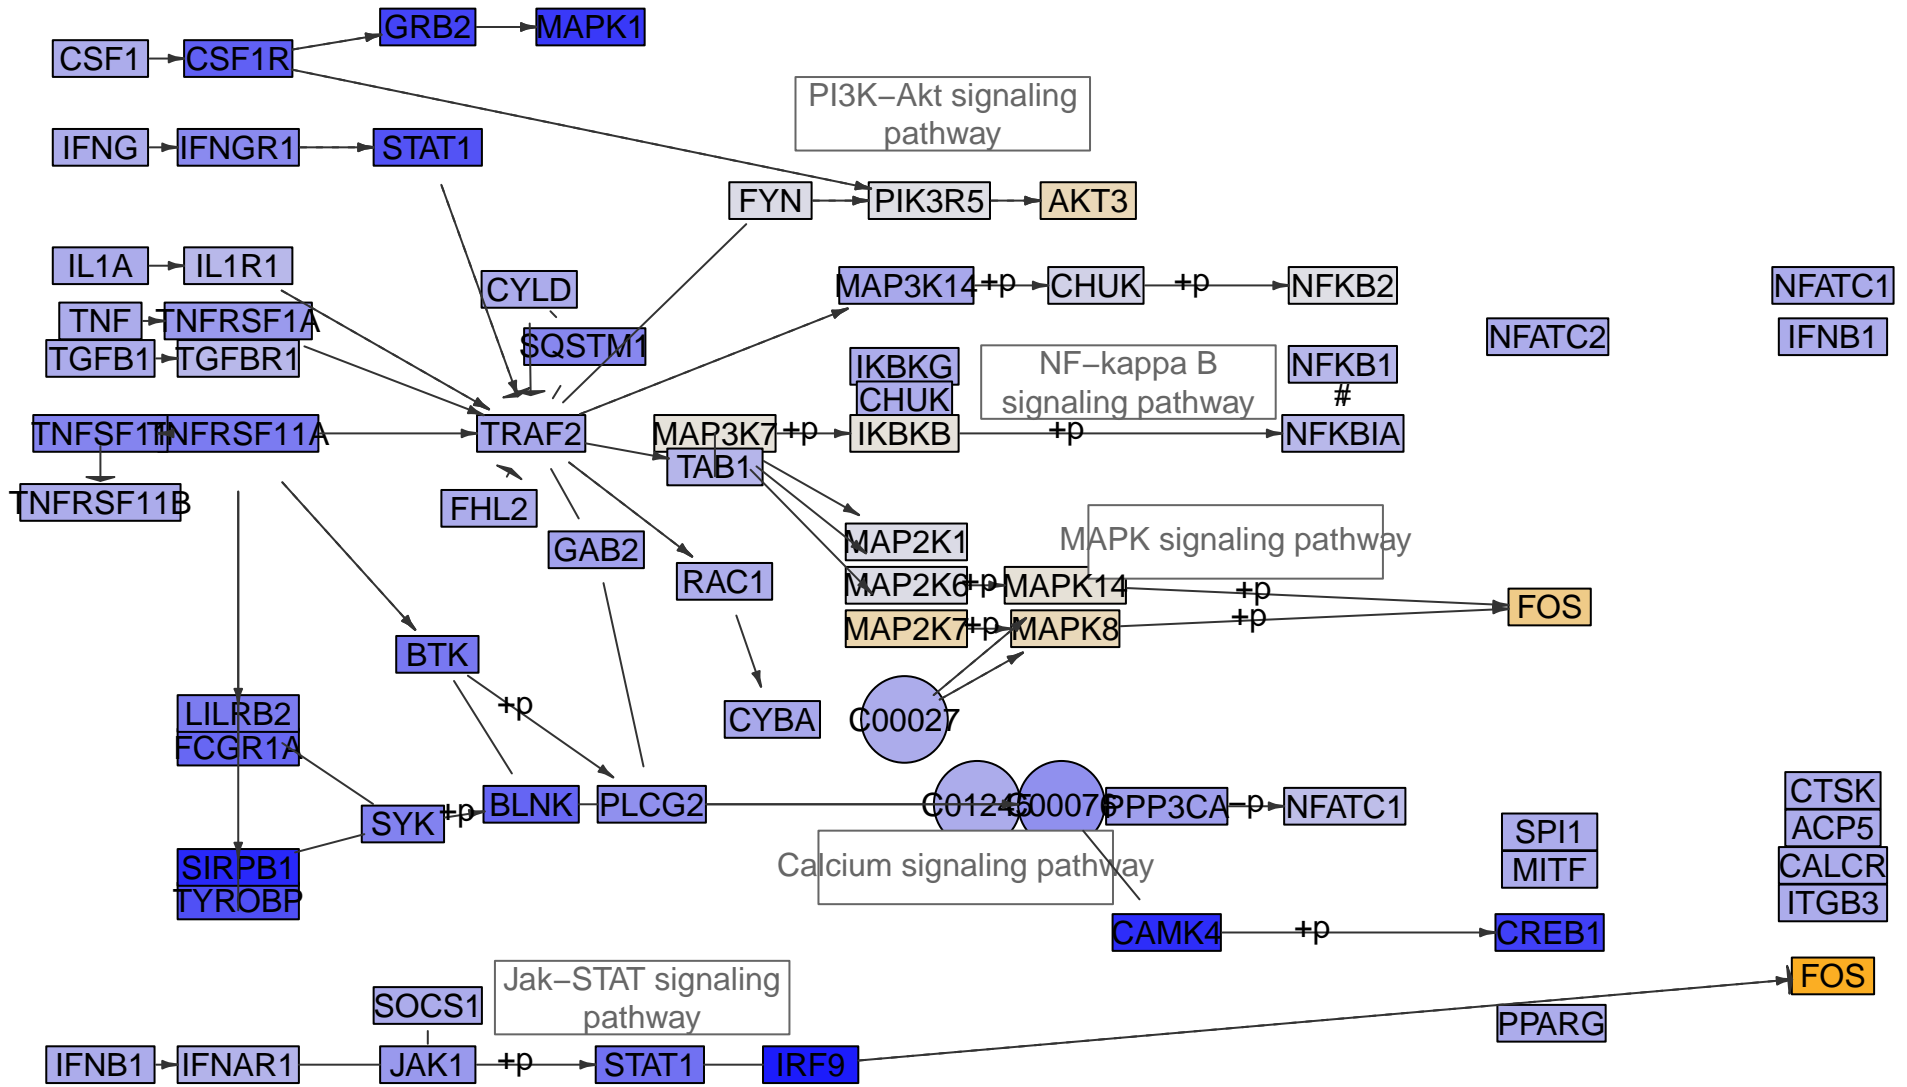 GRB2
MAPK1
CSF1
CSF1R
PI3K–Akt signaling
pathway
IFNG
IFNGR1
STAT1
FYN
PIK3R5
AKT3
IL1A
IL1R1
CYLD
MAP3K14
+p
CHUK
+p
NFKB2
NFATC1
TNF
TNFRSF1A
SQSTM1
NFATC2
IFNB1
TGFB1
TGFBR1
IKBKG
NF–kappa B
signaling pathway
NFKB1
#
CHUK
TNFRSF11A
TRAF2
MAP3K7
+p
IKBKB
+p
NFKBIA
TAB1
TNFRSF11B
FHL2
GAB2
MAP2K1
MAPK signaling pathway
RAC1
MAP2K6
+p
MAPK14
+p
FOS
MAP2K7
+p
MAPK8
+p
BTK
+p
LILRB2
FCGR1A
CYBA
C00027
SYK
+p
BLNK
PLCG2
C01245
C00076
PPP3CA
–p
NFATC1
CTSK
SPI1
ACP5
SIRPB1
Calcium signaling pathway
MITF
CALCR
TYROBP
ITGB3
CAMK4
+p
CREB1
Jak–STAT signaling
pathway
FOS
SOCS1
PPARG
IFNB1
IFNAR1
JAK1
+p
STAT1
IRF9